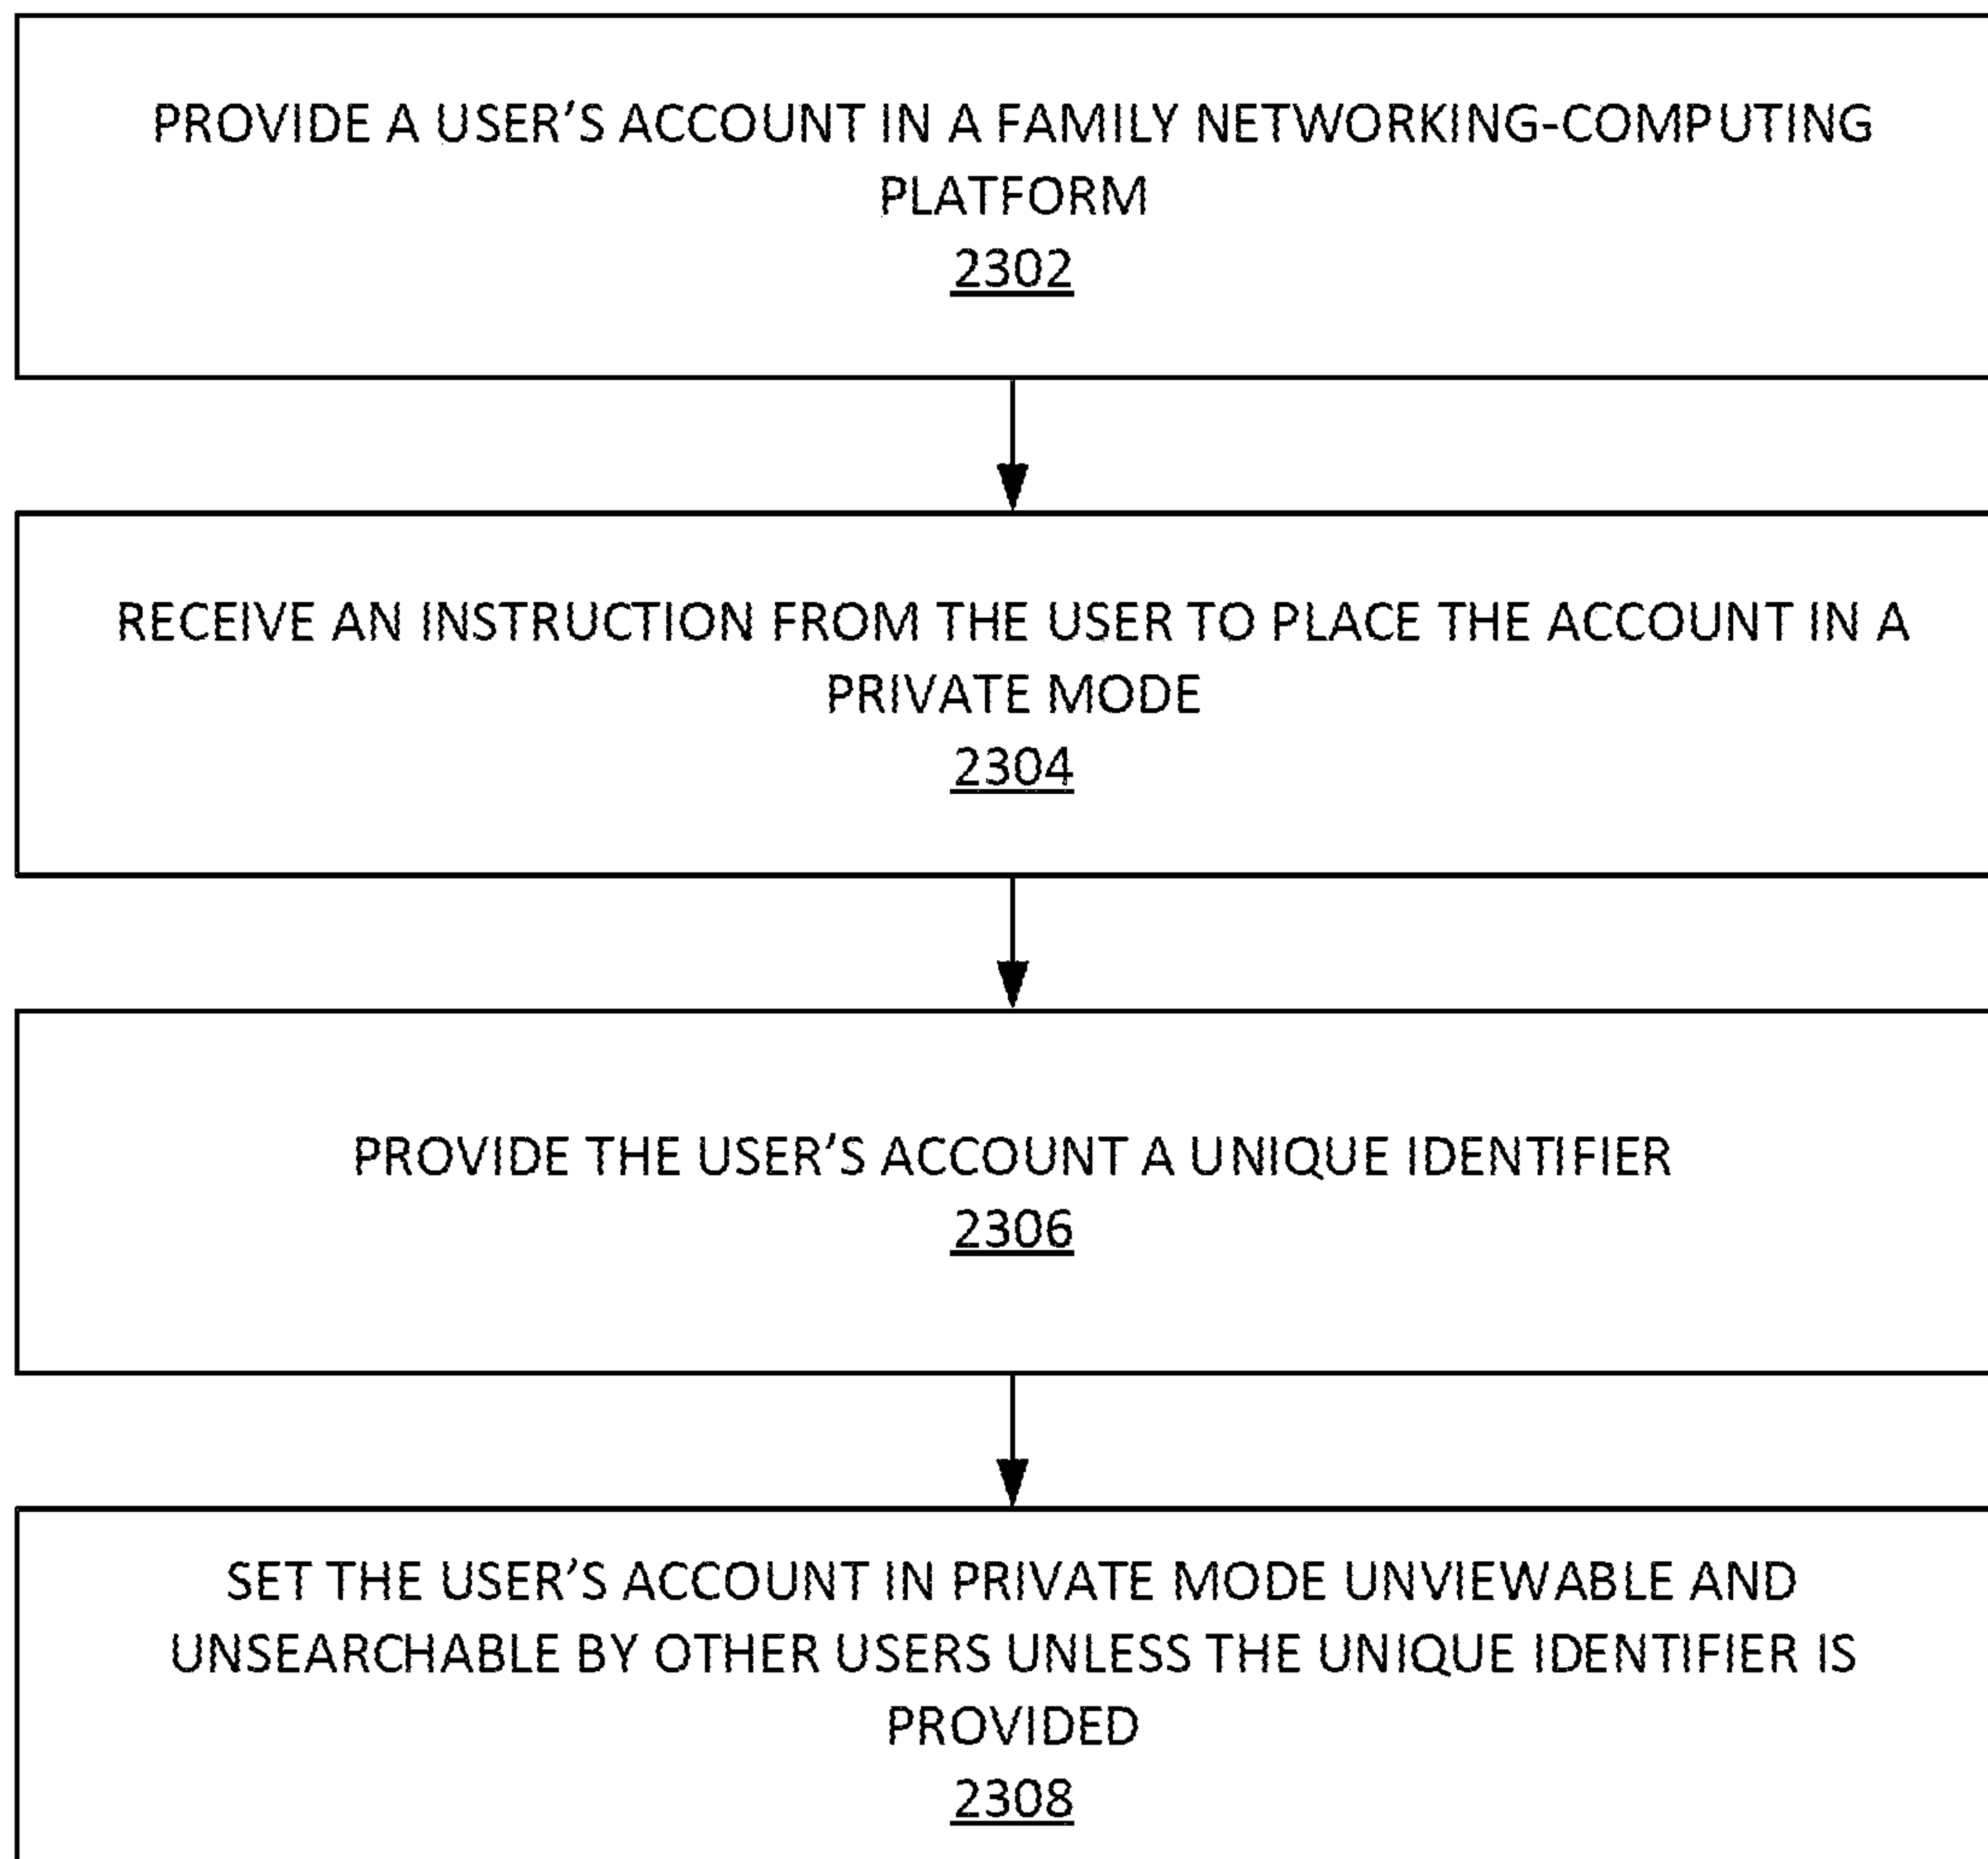 PROVIDE A USER'S ACCOUNT IN A FAMILY NETWORKING-COMPUTING
PLATFORM
2302
RECEIVE AN INSTRUCTION FROM THE USER TO PLACE THE ACCOUNT IN A
PRIVATE MODE
2304
PROVIDE THE USER'S ACCOUNT A UNIQUE IDENTIFIER
2306
SET THE USER'S ACCOUNT IN PRIVATE MODE UNVIEWABLE AND
UNSEARCHABLE BY OTHER USERS UNLESS THE UNIQUE IDENTIFIER IS
PROVIDED
2308